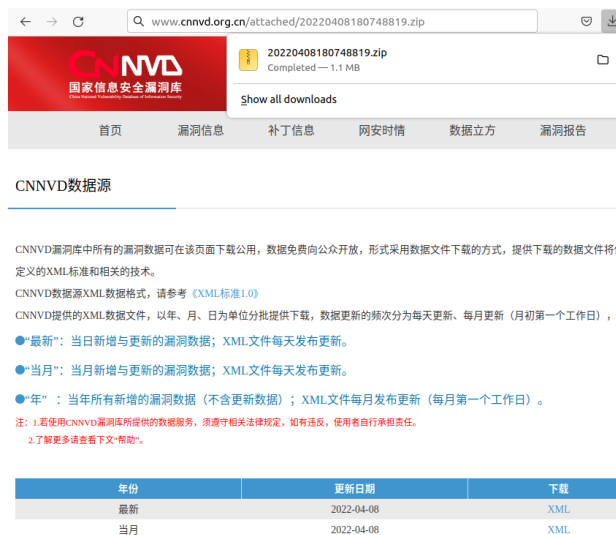 www.cnnvd.org.cn/attached/20220408180748819.zip
20220408180748819.zip
Completed — 1.1 MB
Show all downloads
CNNVD
国家信息安全漏洞库
China National Vulnerability Database of Information Security
首页 漏洞信息 补丁信息 网安时情 数据立方 漏洞报告
CNNVD数据源
CNNVD漏洞库中所有的漏洞数据可在该页面下载公用，数据免费向公众开放，形式采用数据文件下载的方式，提供下载的数据文件将
定义的XML标准和相关的技术。
CNNVD数据源XML数据格式，请参考《XML标准1.0》
CNNVD提供的XML数据文件，以年、月、日为单位分批提供下载，数据更新的频次分为每天更新、每月更新（月初第一个工作日），
●“最新”：当日新增与更新的漏洞数据；XML文件每天发布更新。
●“当月”：当月新增与更新的漏洞数据；XML文件每天发布更新。
●“年” ：当年所有新增的漏洞数据（不含更新数据）；XML文件每月发布更新（每月第一个工作日）。
注：1.若使用CNNVD漏洞库所提供的数据服务，须遵守相关法律规定，如有违反，使用者自行承担责任。
2.了解更多请查看下文“帮助”。
年份 更新日期 下载
最新 2022-04-08 XML
当月 2022-04-08 XML